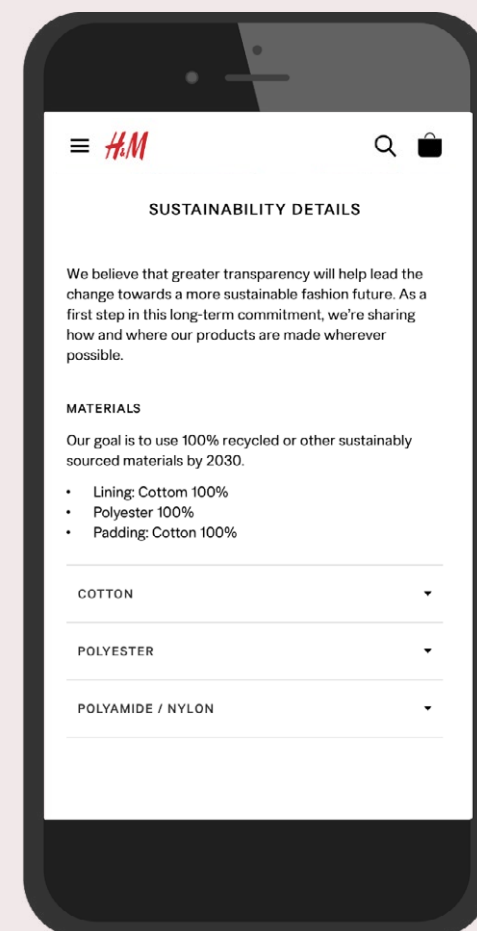 H&M
SUSTAINABILITY DETAILS
We believe that greater transparency will help lead the
change towards a more sustainable fashion future. As a
first step in this long-term commitment, we're sharing
how and where our products are made wherever
possible.
MATERIALS
Our goal is to use 100% recycled or other sustainably
sourced materials by 2030.
• Lining: Cottom 100%
• Polyester 100%
• Padding: Cotton 100%
COTTON
POLYESTER
POLYAMIDE / NYLON